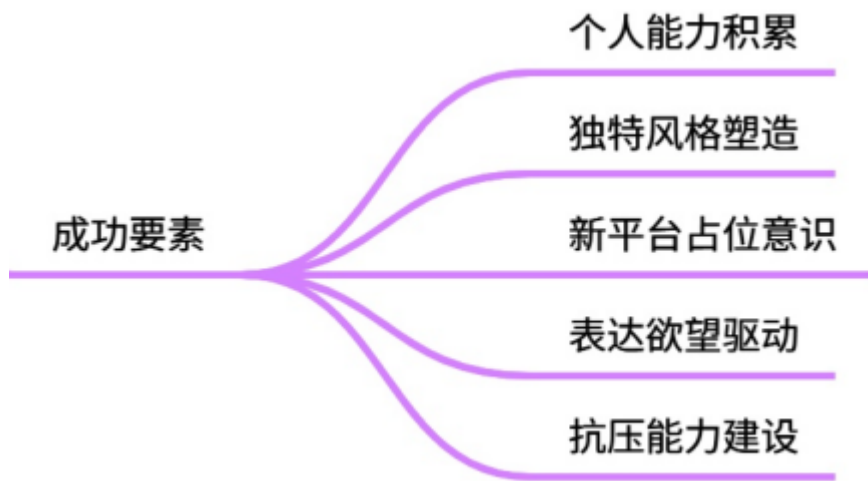 个人能力积累
独特风格塑造
成功要素
新平台占位意识
表达欲望驱动
抗压能力建设